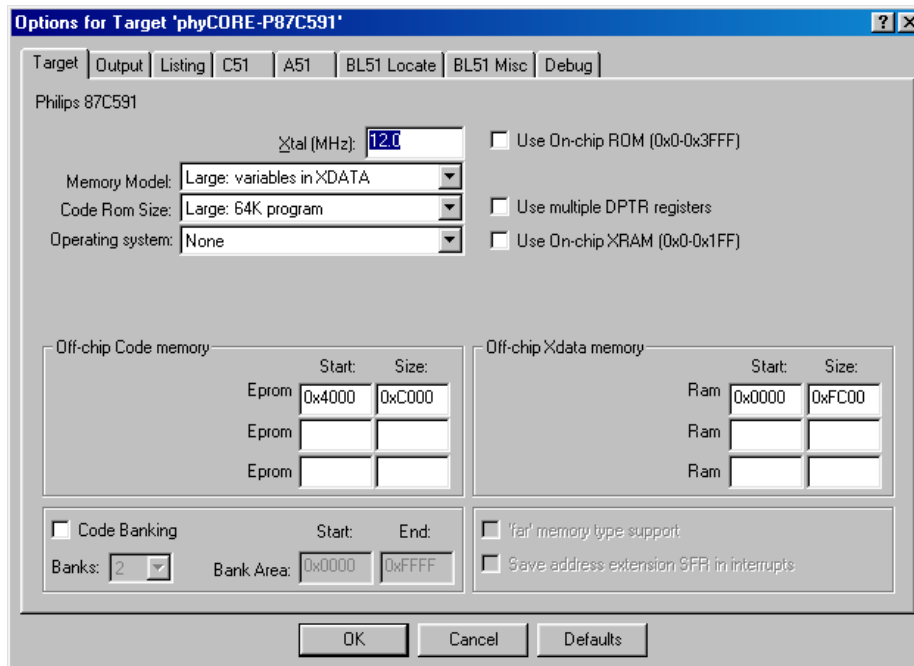 Options for Target 'phyCORE-P87C591'
Target Output Listing C51 A51 BL51 Locate BL51 Misc Debug
Philips 87C591
Xtal (MHz): 12.0 Use On-chip ROM (0x0-0x3FFF)
Memory Model: Large: variables in XDATA
Code Rom Size: Large: 64K program Use multiple DPTR registers
Operating system: None Use On-chip XRAM (0x0-0x1FF)
Off-chip Code memory
Start: Size:
Eprom 0x4000 0xC000
Eprom
Eprom
Off-chip Xdata memory
Start: Size:
Ram 0x0000 0xFC00
Ram
Ram
Code Banking Start: End:
Banks: 2 Bank Area: 0x0000 0xFFFF
'far' memory type support
Save address extension SFR in interrupts
OK Cancel Defaults